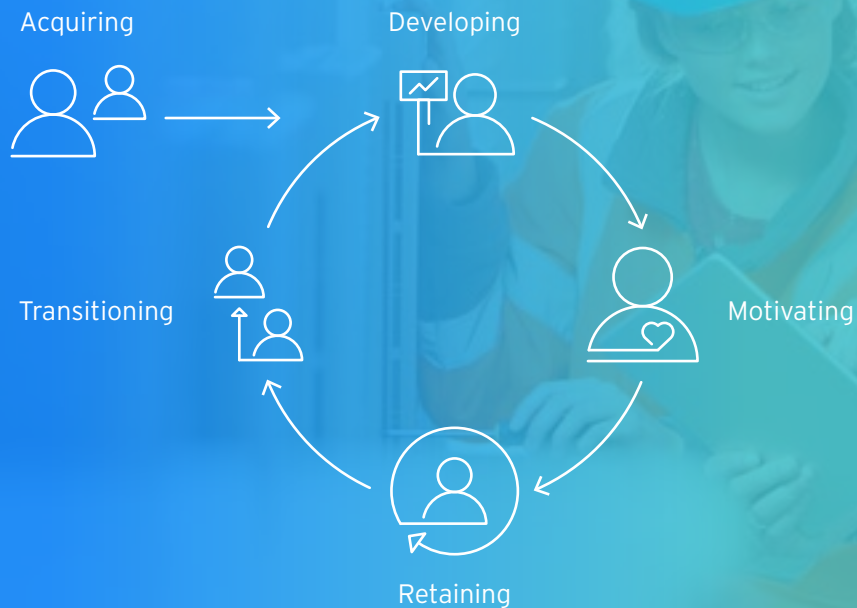 Acquiring
Developing
Transitioning
Motivating
Retaining